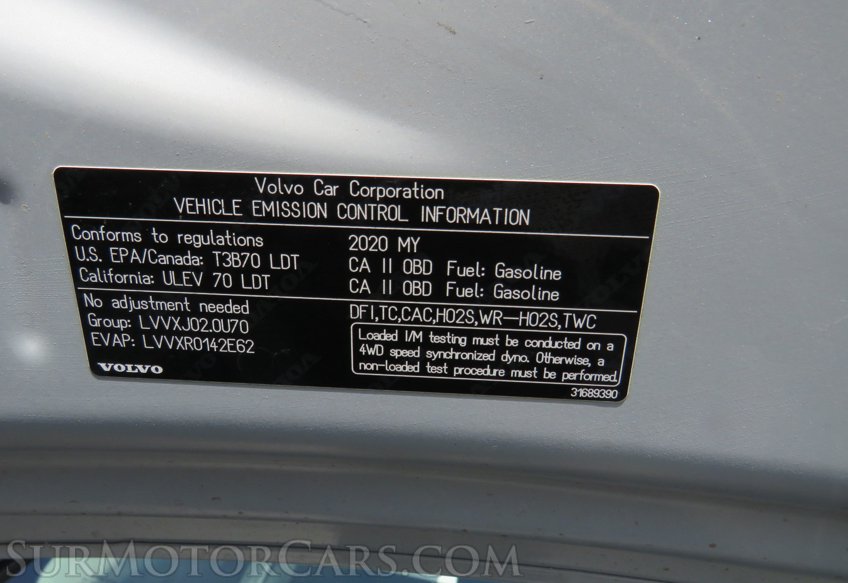 Volvo Car Corporation
VEHICLE EMISSION CONTROL INFORMATION
Conforms to regulations 2020 MY
U.S. EPA/Canada: T3B70 LDT CA II OBD Fuel: Gasoline
California: ULEV 70 LDT CA II OBD Fuel: Gasoline
No adjustment needed DFI,TC,CAC,HO2S,WR-HO2S,TWC
Group: LVVXJ02.0U70
EVAP: LVVXR0142E62
Loaded I/M testing must be conducted on a
4WD speed synchronized dyno. Otherwise, a
non-loaded test procedure must be performed.
VOLVO
31689390
SurMotorCars.com